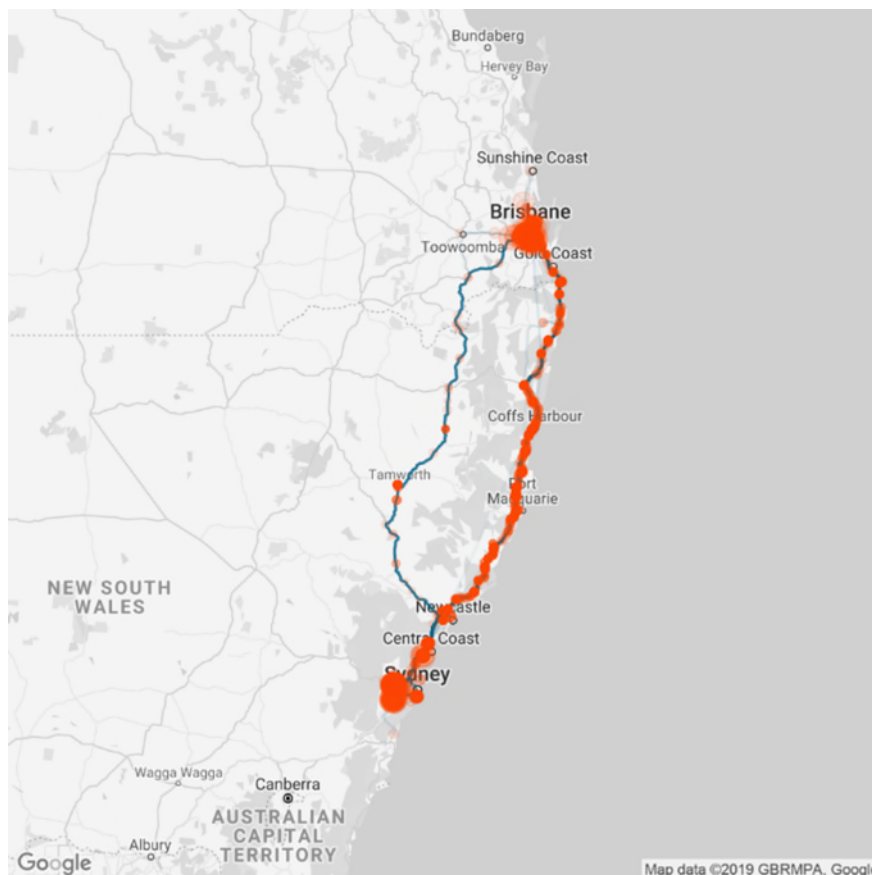 Bundaberg
Hervey Bay
Sunshine Coast
Brisbane
Toowoomba
Gold Coast
Coffs Harbour
Tamworth
Port
Macquarie
NEW SOUTH
WALES
Newcastle
Central Coast
Sydney
Wagga Wagga
Canberra
AUSTRALIAN
CAPITAL
TERRITORY
Albury
Google
Map data ©2019 GBRMPA, Google